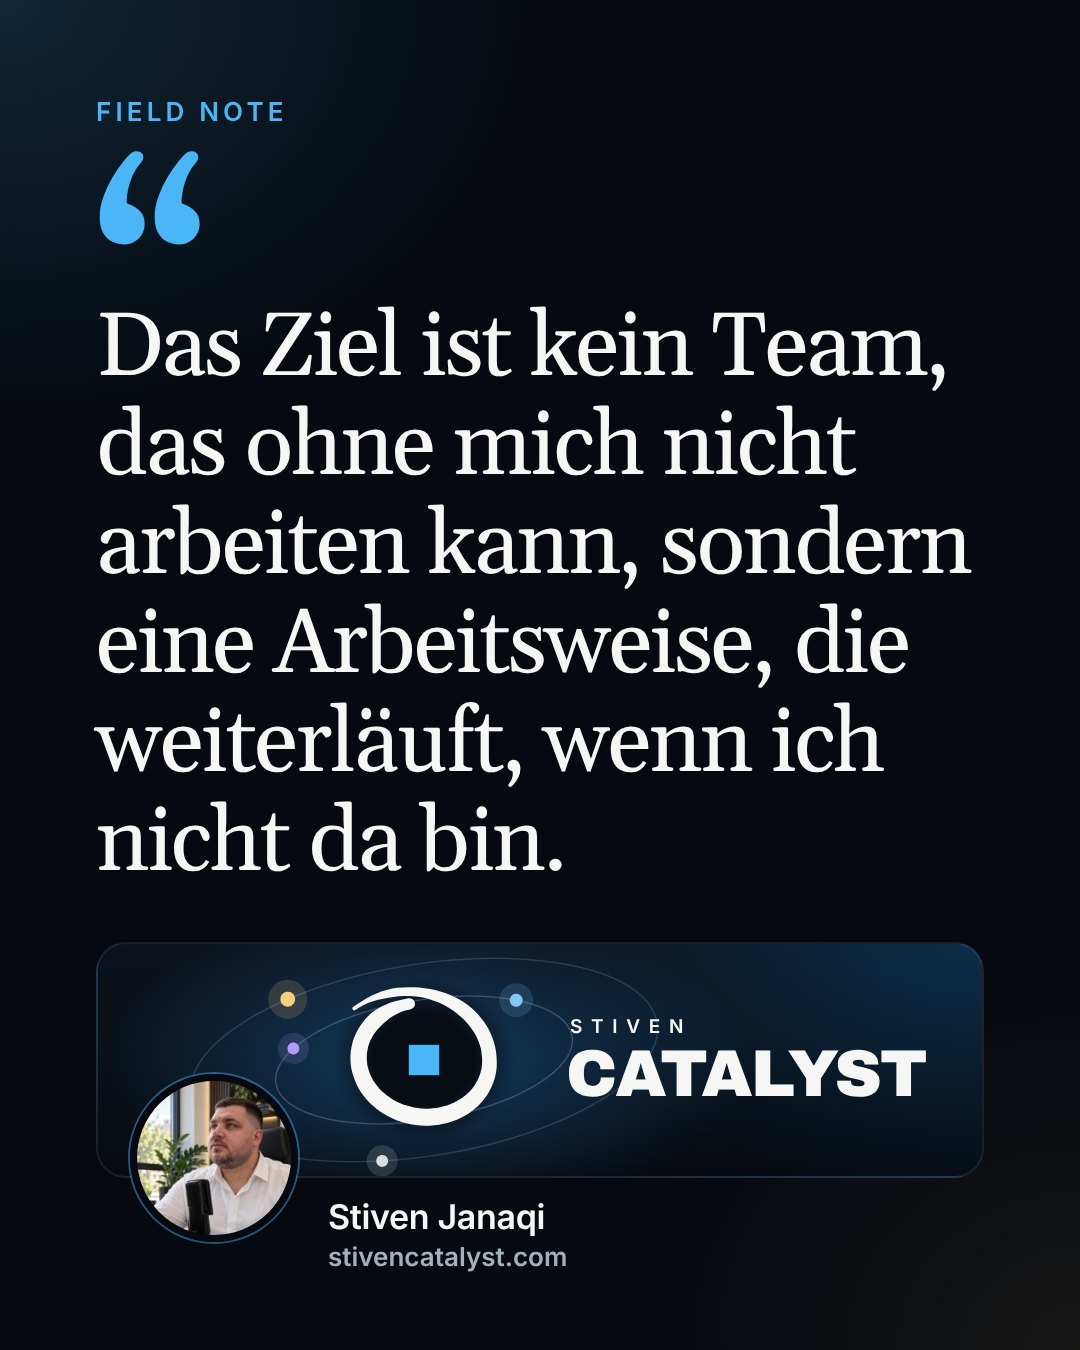 FIELD NOTE
“
Das Ziel ist kein Team,
das ohne mich nicht
arbeiten kann, sondern
eine Arbeitsweise, die
weiterläuft, wenn ich
nicht da bin.
STIVEN
CATALYST
Stiven Janaqi
stivencatalyst.com